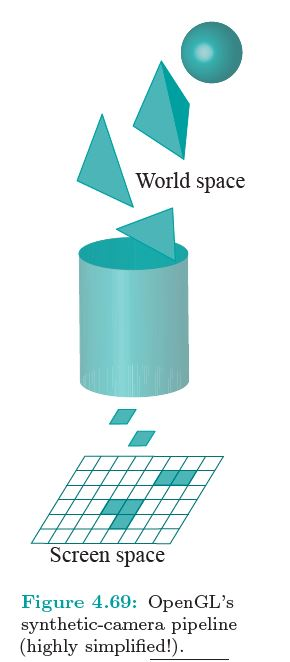 World space
Screen space
Figure 4.69: OpenGL's
synthetic-camera pipeline
(highly simplified!).